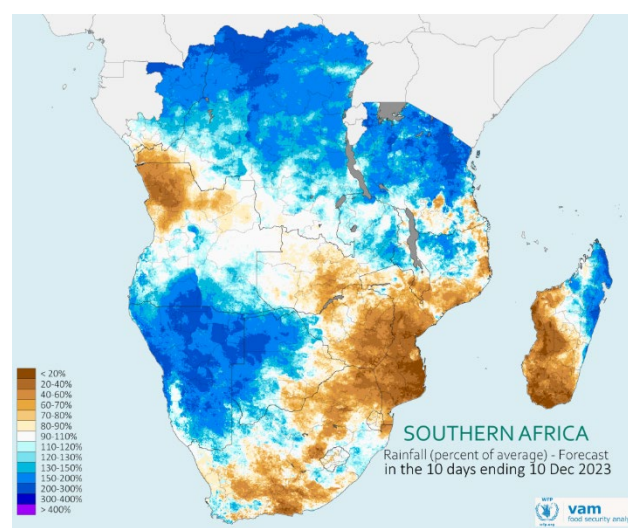 < 20%
20-40%
40-60%
60-70%
70-80%
80-90%
90-110%
110-120%
120-130%
130-150%
150-200%
200-300%
300-400%
> 400%
SOUTHERN AFRICA
Rainfall (percent of average) - Forecast
in the 10 days ending 10 Dec 2023
WFP
vam
food security analy